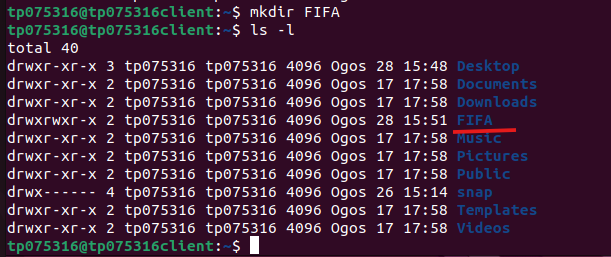 tp075316@tp075316client:~$ mkdir FIFA
tp075316@tp075316client:~$ ls -l
total 40
drwxr-xr-x 3 tp075316 tp075316 4096 Ogos 28 15:48 Desktop
drwxr-xr-x 2 tp075316 tp075316 4096 Ogos 17 17:58 Documents
drwxr-xr-x 2 tp075316 tp075316 4096 Ogos 17 17:58 Downloads
drwxrwxr-x 2 tp075316 tp075316 4096 Ogos 28 15:51 FIFA
drwxr-xr-x 2 tp075316 tp075316 4096 Ogos 17 17:58 Music
drwxr-xr-x 2 tp075316 tp075316 4096 Ogos 17 17:58 Pictures
drwxr-xr-x 2 tp075316 tp075316 4096 Ogos 17 17:58 Public
drwx------ 4 tp075316 tp075316 4096 Ogos 26 15:14 snap
drwxr-xr-x 2 tp075316 tp075316 4096 Ogos 17 17:58 Templates
drwxr-xr-x 2 tp075316 tp075316 4096 Ogos 17 17:58 Videos
tp075316@tp075316client:~$